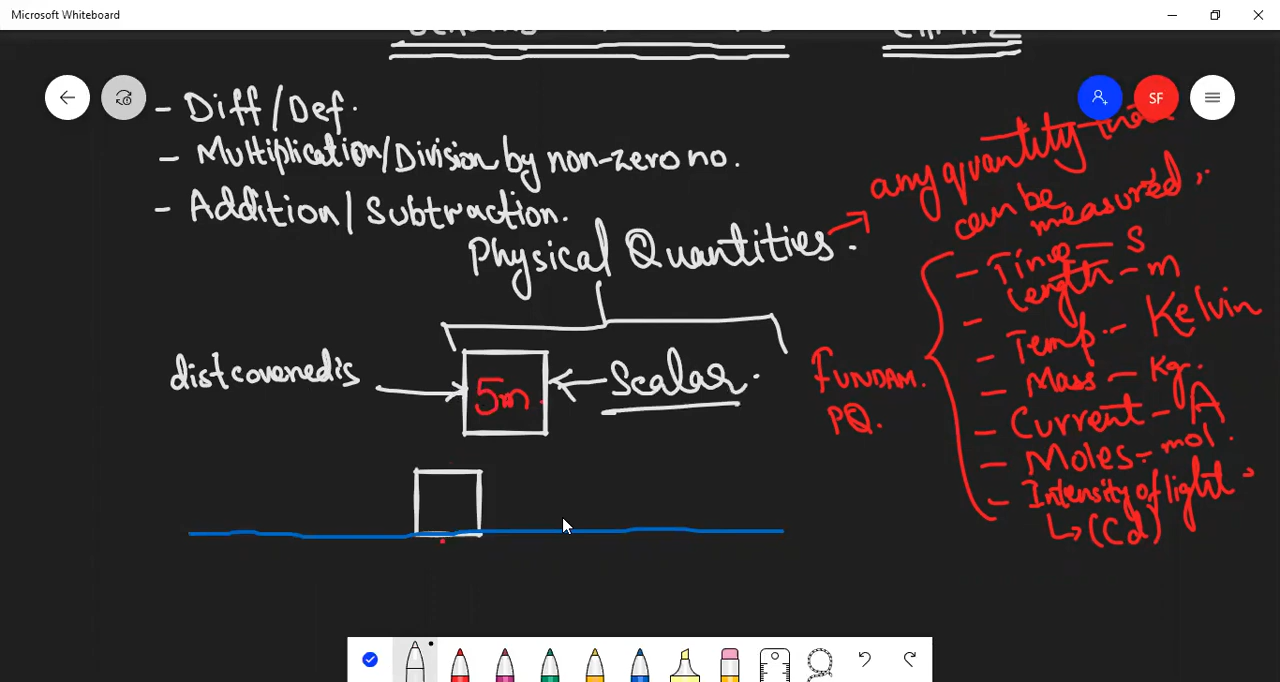 Microsoft Whiteboard
SF
- Diff/Def.
- Multiplication/Division by non-zero no.
- Addition/Subtraction.
Physical Quantities.
→ any quantity that
can be
measured.
- Time - S
- length - m
- Temp. - Kelvin
- Mass - Kg.
- Current - A
- Moles - mol.
- Intensity of light
↳ (Cd)
FUNDAM.
PQ.
dist covered is
5m.
Scalar.